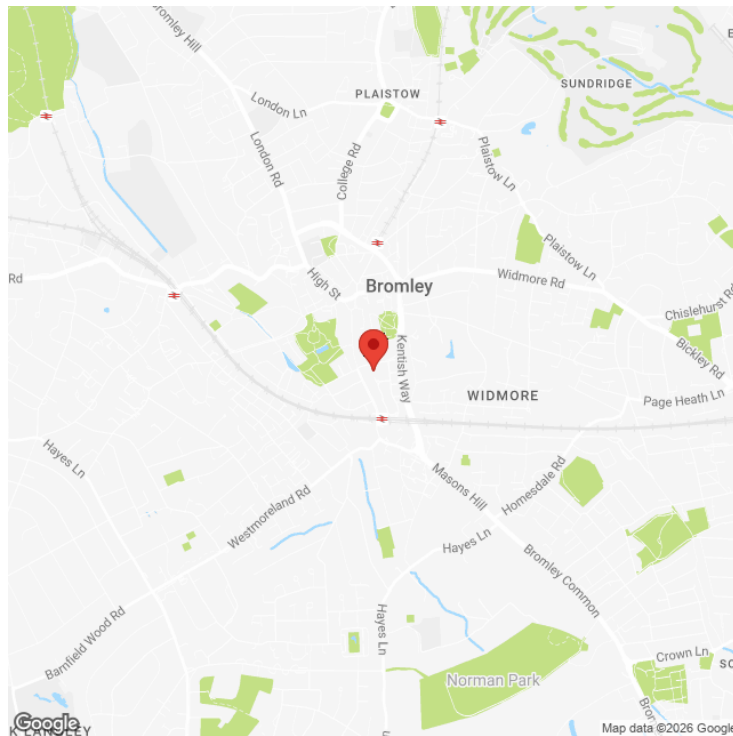 Bromley Hill
PLAISTOW
SUNDRIDGE
London Ln
London Rd
College Rd
Plaistow Ln
Plaistow Ln
Rd
High St
Bromley
Widmore Rd
Chislehurst Rd
Kentish Way
Bickley Rd
WIDMORE
Page Heath Ln
Hayes Ln
Homesdale Rd
Masons Hill
Westmoreland Rd
Hayes Ln
Bromley Common
Barnfield Wood Rd
Hayes Ln
Crown Ln
Norman Park
Google
Map data ©2026 Google